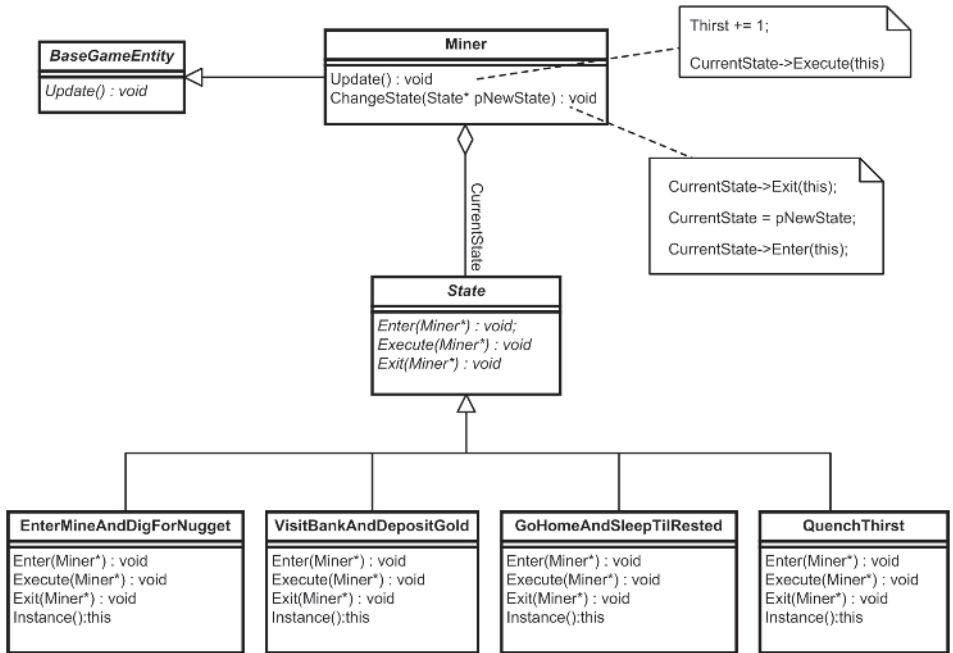 BaseGameEntity
Update() : void
Miner
Update() : void
ChangeState(State* pNewState) : void
Thirst += 1;
CurrentState->Execute(this)
CurrentState->Exit(this);
CurrentState = pNewState;
CurrentState->Enter(this);
CurrentState
State
Enter(Miner*) : void;
Execute(Miner*) : void
Exit(Miner*) : void
EnterMineAndDigForNugget
Enter(Miner*) : void
Execute(Miner*) : void
Exit(Miner*) : void
Instance():this
VisitBankAndDepositGold
Enter(Miner*) : void
Execute(Miner*) : void
Exit(Miner*) : void
Instance():this
GoHomeAndSleepTilRested
Enter(Miner*) : void
Execute(Miner*) : void
Exit(Miner*) : void
Instance():this
QuenchThirst
Enter(Miner*) : void
Execute(Miner*) : void
Exit(Miner*) : void
Instance():this